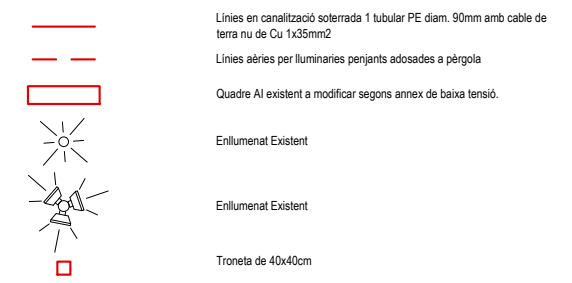 Línies en canalització soterrada 1 tubular PE diam. 90mm amb cable de
terra nu de Cu 1x35mm2
Línies aèries per lluminaries penjants adosades a pèrgola
Quadre Al existent a modificar segons annex de baixa tensió.
Enllumenat Existent
Enllumenat Existent
Troneta de 40x40cm